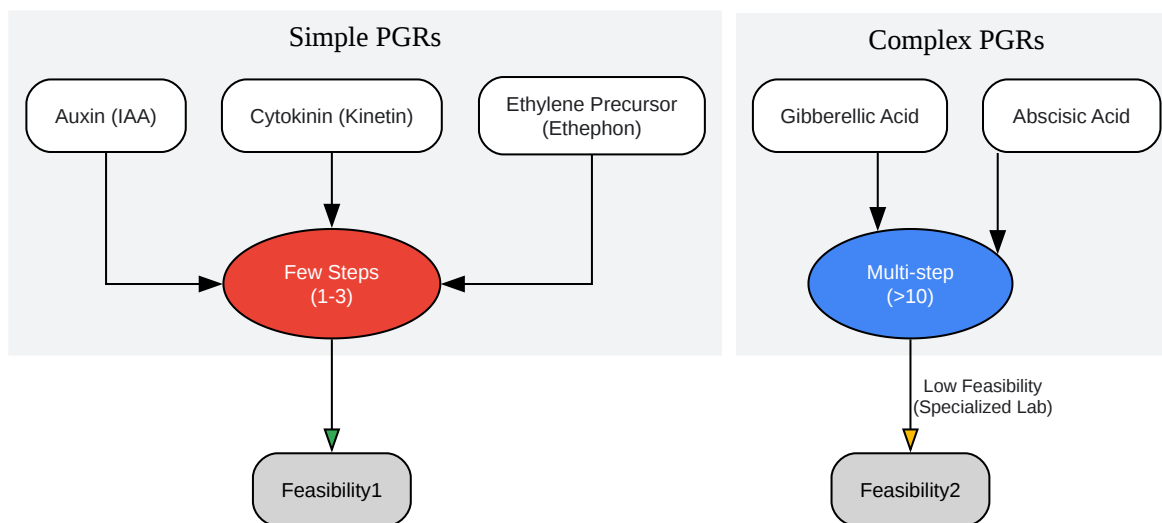 Simple PGRs
Auxin (IAA)
Cytokinin (Kinetin)
Ethylene Precursor
(Ethephon)
Few Steps
(1-3)
Feasibility1
Complex PGRs
Gibberellic Acid
Abscisic Acid
Multi-step
(>10)
Low Feasibility
(Specialized Lab)
Feasibility2